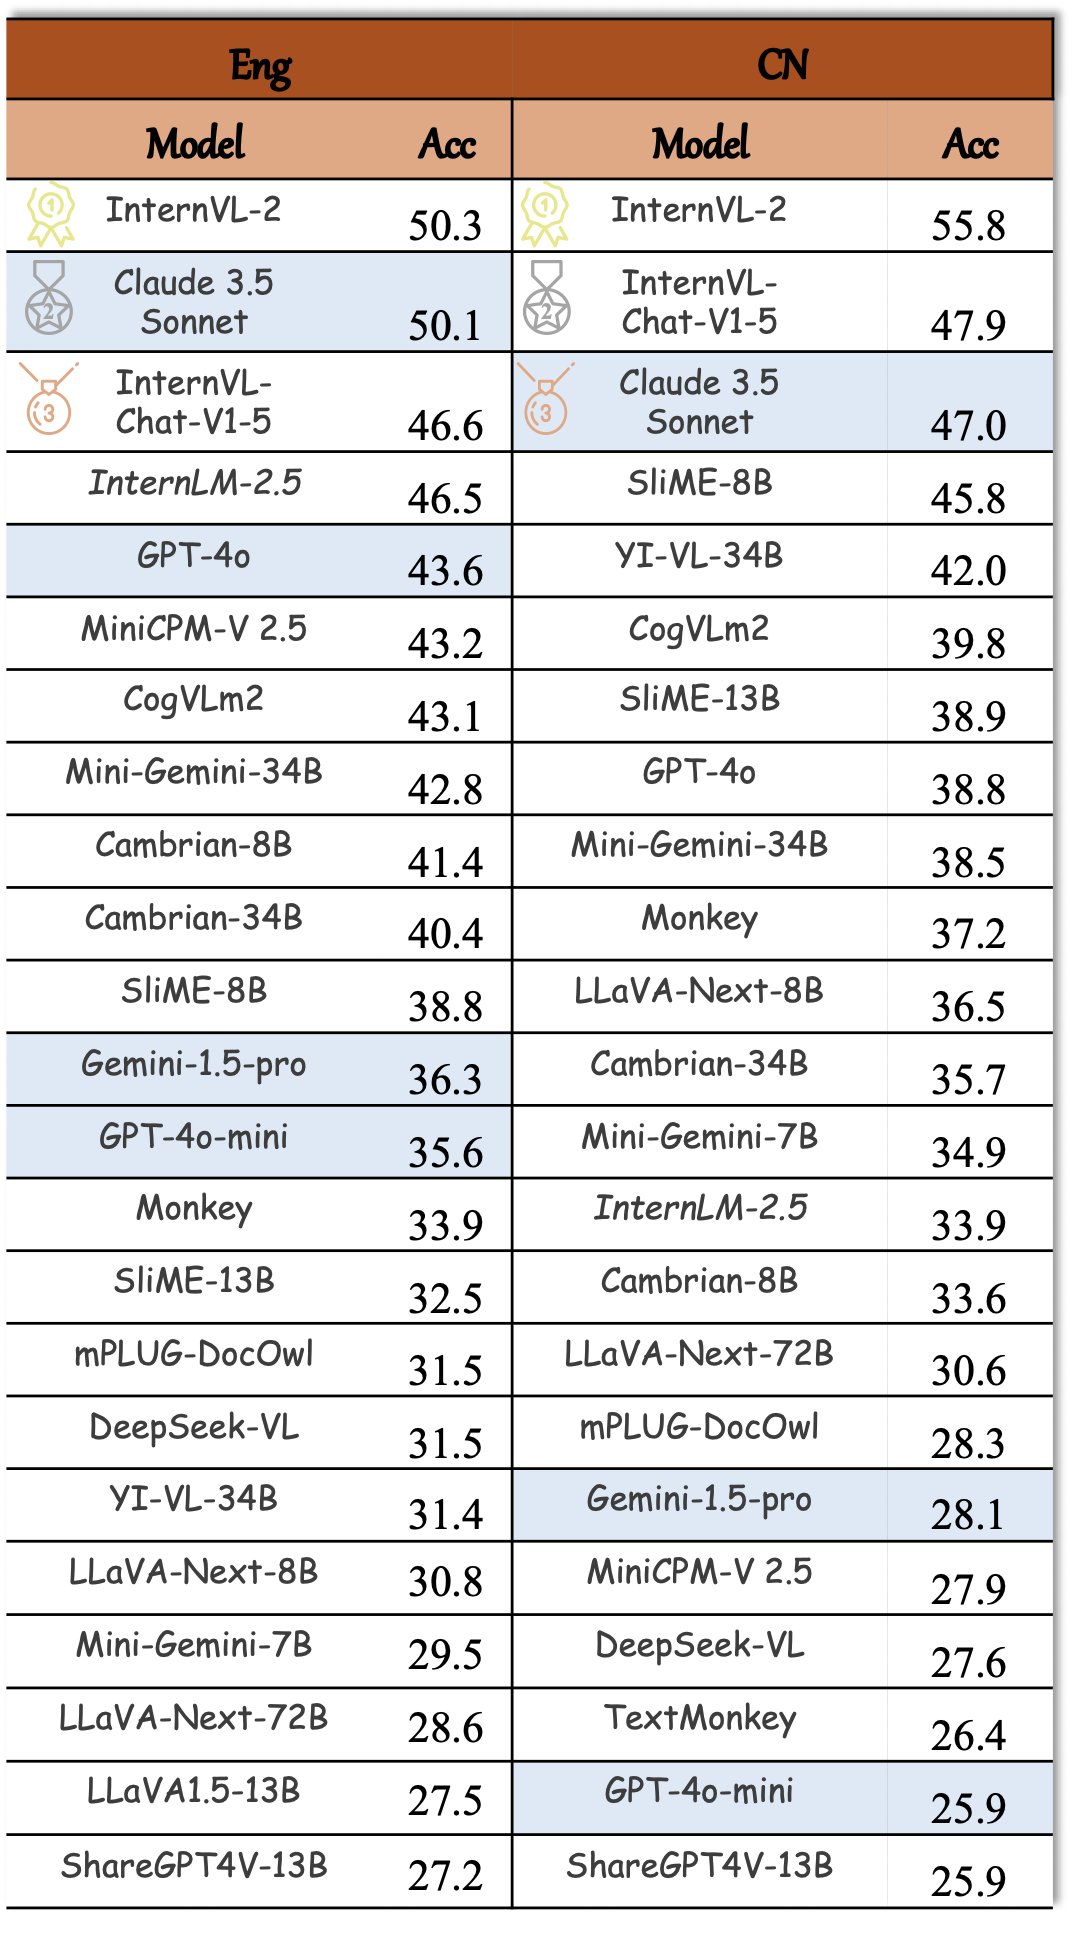 Eng CN
Model Acc Model Acc
1 InternVL-2 50.3 1 InternVL-2 55.8
2 Claude 3.5 Sonnet 50.1 2 InternVL-Chat-V1-5 47.9
3 InternVL-Chat-V1-5 46.6 3 Claude 3.5 Sonnet 47.0
InternLM-2.5 46.5 SliME-8B 45.8
GPT-4o 43.6 YI-VL-34B 42.0
MiniCPM-V 2.5 43.2 CogVLm2 39.8
CogVLm2 43.1 SliME-13B 38.9
Mini-Gemini-34B 42.8 GPT-4o 38.8
Cambrian-8B 41.4 Mini-Gemini-34B 38.5
Cambrian-34B 40.4 Monkey 37.2
SliME-8B 38.8 LLaVA-Next-8B 36.5
Gemini-1.5-pro 36.3 Cambrian-34B 35.7
GPT-4o-mini 35.6 Mini-Gemini-7B 34.9
Monkey 33.9 InternLM-2.5 33.9
SliME-13B 32.5 Cambrian-8B 33.6
mPLUG-DocOwl 31.5 LLaVA-Next-72B 30.6
DeepSeek-VL 31.5 mPLUG-DocOwl 28.3
YI-VL-34B 31.4 Gemini-1.5-pro 28.1
LLaVA-Next-8B 30.8 MiniCPM-V 2.5 27.9
Mini-Gemini-7B 29.5 DeepSeek-VL 27.6
LLaVA-Next-72B 28.6 TextMonkey 26.4
LLaVA1.5-13B 27.5 GPT-4o-mini 25.9
ShareGPT4V-13B 27.2 ShareGPT4V-13B 25.9